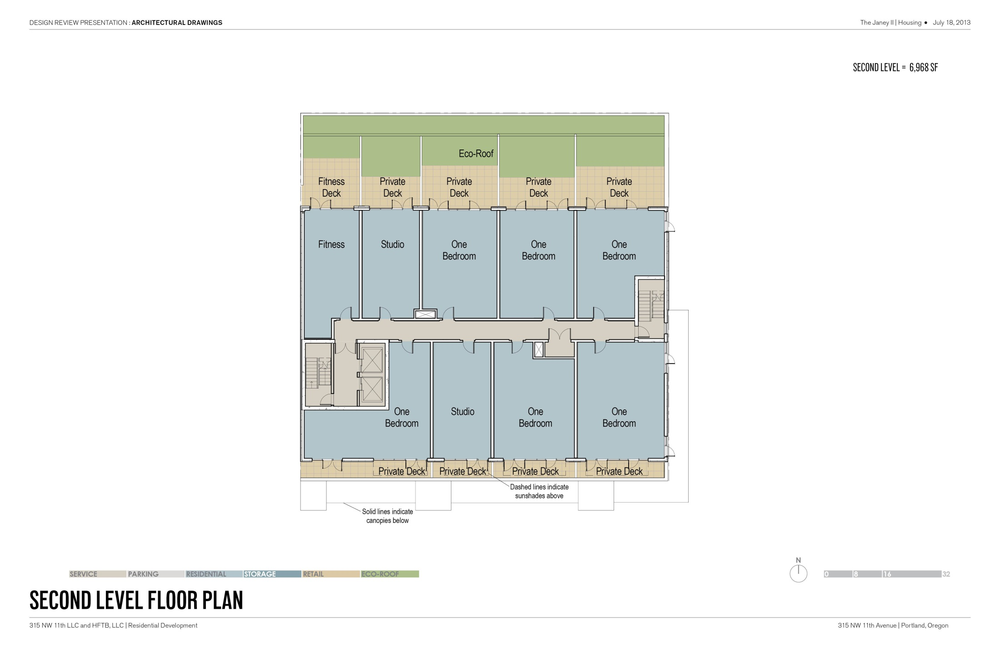 DESIGN REVIEW PRESENTATION : ARCHITECTURAL DRAWINGS
The Janey II | Housing ● July 18, 2013
SECOND LEVEL = 6,968 SF
Eco-Roof
Fitness
Deck
Private
Deck
Private
Deck
Private
Deck
Private
Deck
Fitness
Studio
One
Bedroom
One
Bedroom
One
Bedroom
One
Bedroom
Studio
One
Bedroom
One
Bedroom
Private Deck
Private Deck
Private Deck
Private Deck
Dashed lines indicate
sunshades above
Solid lines indicate
canopies below
SERVICE
PARKING
RESIDENTIAL
STORAGE
RETAIL
ECO-ROOF
N
0 8 16 32
SECOND LEVEL FLOOR PLAN
315 NW 11th LLC and HFTB, LLC | Residential Development
315 NW 11th Avenue | Portland, Oregon